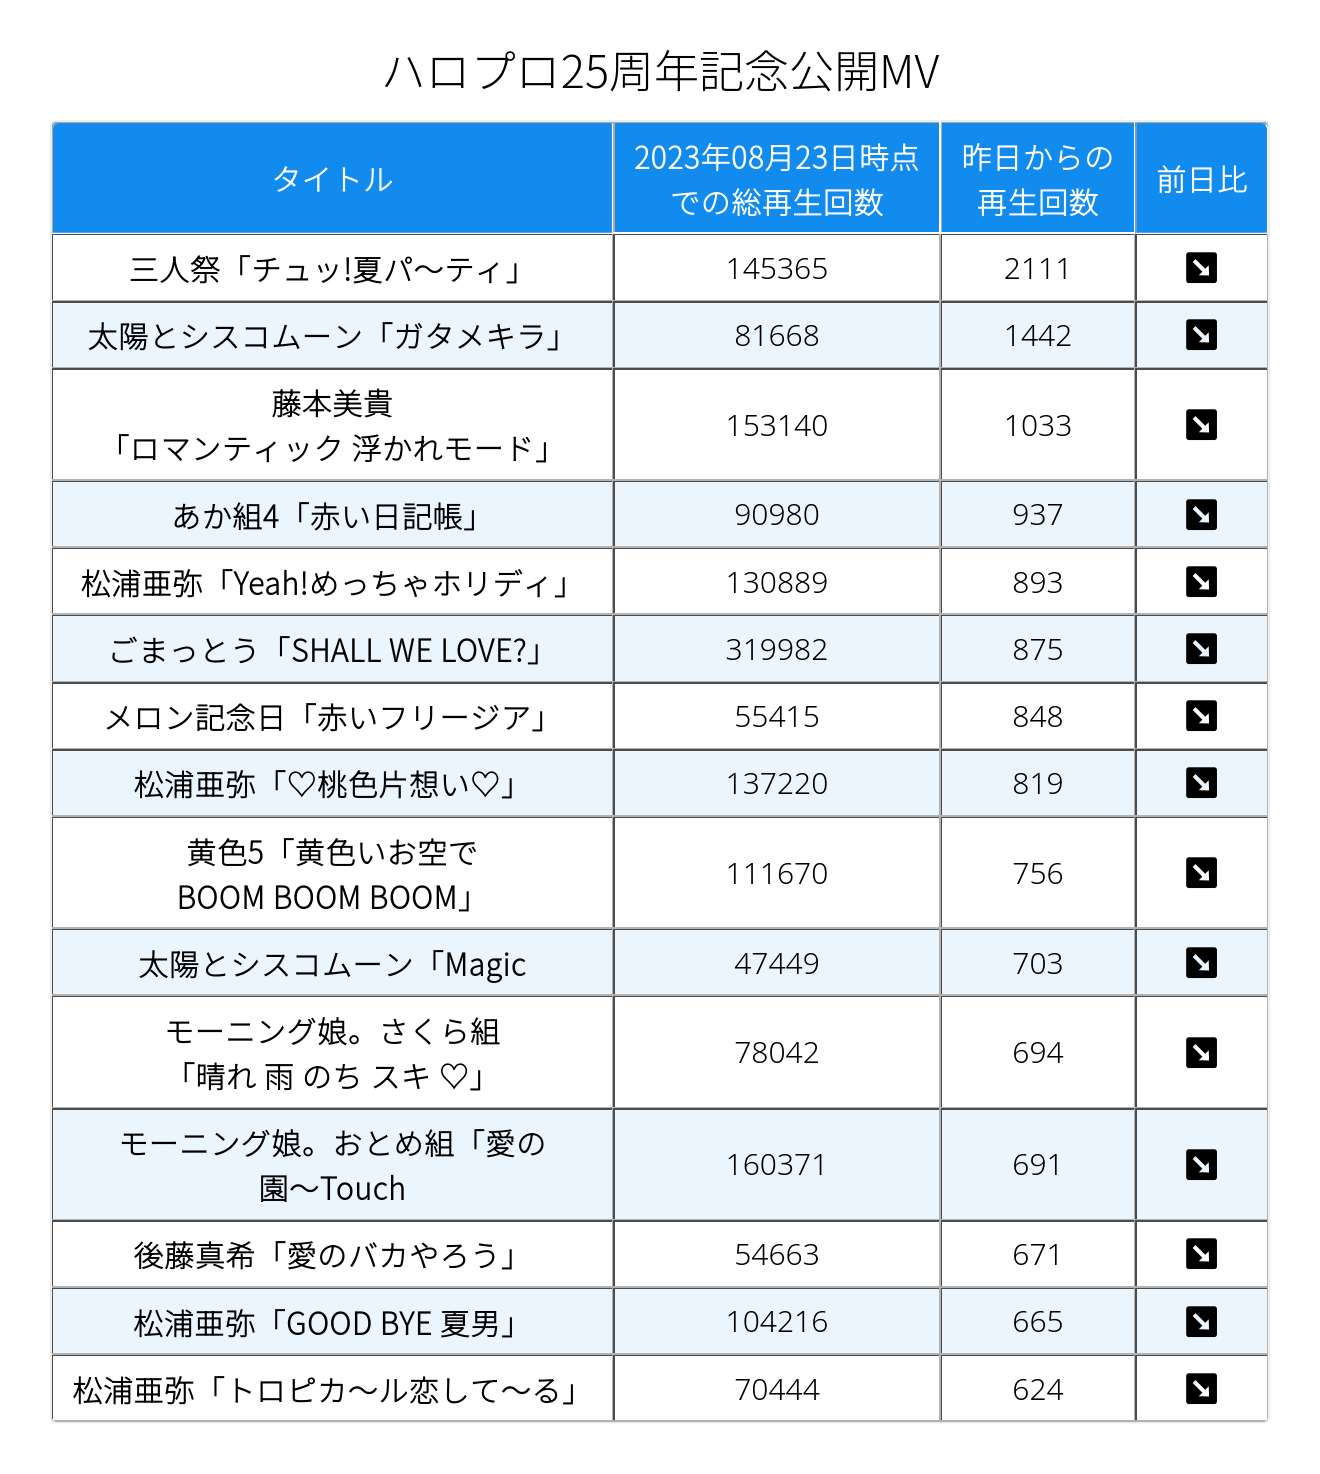 ハロプロ25周年記念公開MV
タイトル
2023年08月23日時点
での総再生回数
昨日からの
再生回数
前日比
三人祭「チュッ!夏パ〜ティ」
145365
2111
太陽とシスコムーン「ガタメキラ」
81668
1442
藤本美貴
「ロマンティック 浮かれモード」
153140
1033
あか組4「赤い日記帳」
90980
937
松浦亜弥「Yeah!めっちゃホリディ」
130889
893
ごまっとう「SHALL WE LOVE?」
319982
875
メロン記念日「赤いフリージア」
55415
848
松浦亜弥「♡桃色片想い♡」
137220
819
黄色5「黄色いお空で
BOOM BOOM BOOM」
111670
756
太陽とシスコムーン「Magic
47449
703
モーニング娘。さくら組
「晴れ 雨 のち スキ ♡」
78042
694
モーニング娘。おとめ組「愛の
園〜Touch
160371
691
後藤真希「愛のバカやろう」
54663
671
松浦亜弥「GOOD BYE 夏男」
104216
665
松浦亜弥「トロピカ〜ル恋して〜る」
70444
624